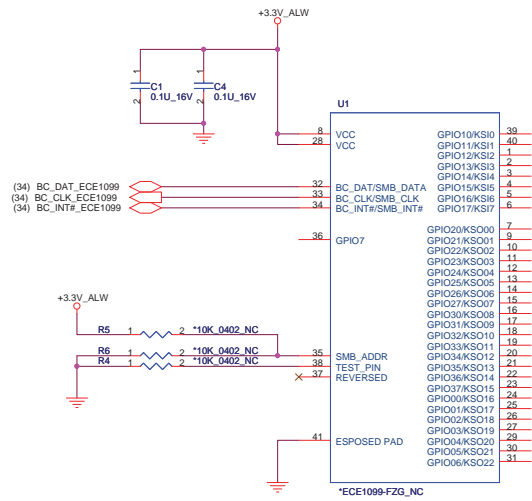 +3.3V_ALW
1 1
C1 C4
0.1U_16V 0.1U_16V
2 2
U1
8 VCC GPIO10/KSI0 39
28 VCC GPIO11/KSI1 40
GPIO12/KSI2 1
GPIO13/KSI3 2
GPIO14/KSI4 3
(34) BC_DAT_ECE1099 32 BC_DAT/SMB_DATA GPIO15/KSI5 4
(34) BC_CLK_ECE1099 33 BC_CLK/SMB_CLK GPIO16/KSI6 5
(34) BC_INT#_ECE1099 34 BC_INT#/SMB_INT# GPIO17/KSI7 6
GPIO20/KSO00 7
36 GPIO7 GPIO21/KSO01 8
GPIO22/KSO02 9
GPIO23/KSO03 10
GPIO24/KSO04 11
GPIO25/KSO05 12
GPIO26/KSO06 13
GPIO27/KSO07 14
+3.3V_ALW
GPIO30/KSO08 15
GPIO31/KSO09 16
R5 1 2 *10K_0402_NC GPIO32/KSO10 17
GPIO33/KSO11 18
R6 1 2 *10K_0402_NC 35 SMB_ADDR GPIO34/KSO12 19
R4 1 2 *10K_0402_NC 38 TEST_PIN GPIO35/KSO13 20
37 REVERSED GPIO36/KSO14 21
GPIO37/KSO15 22
GPIO00/KSO16 23
GPIO01/KSO17 24
GPIO02/KSO18 25
GPIO03/KSO19 26
41 ESPOSED PAD GPIO04/KSO20 27
GPIO05/KSO21 29
GPIO06/KSO22 30
31
*ECE1099-FZG_NC